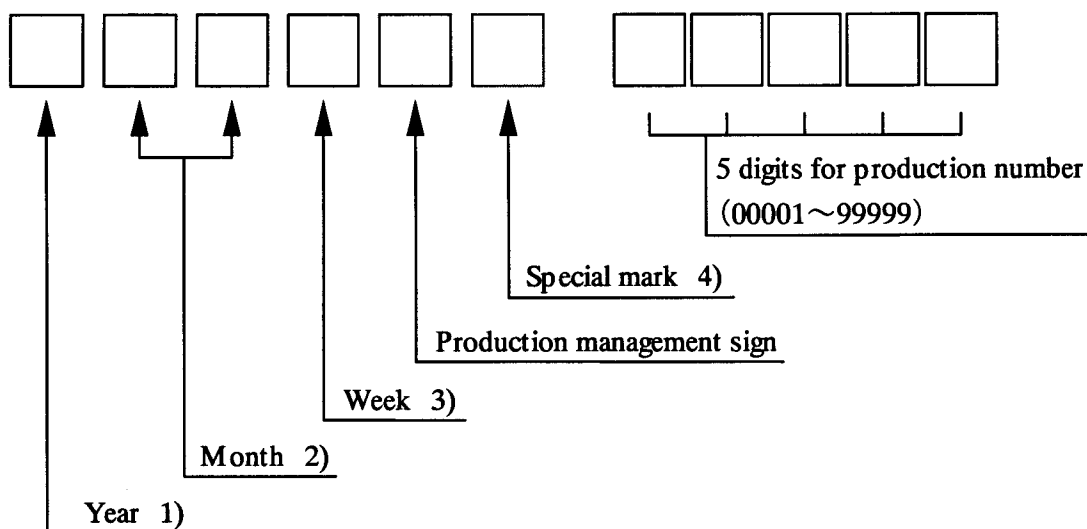 5 digits for production number
(00001～99999)
Special mark 4)
Production management sign
Week 3)
Month 2)
Year 1)